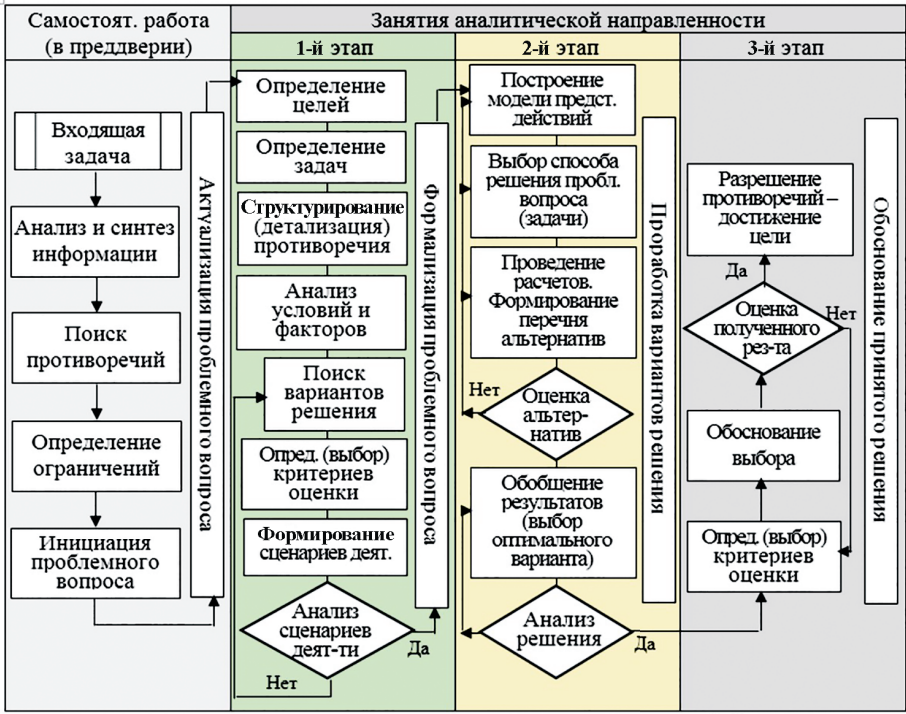 Самостоят. работа
(в преддверии)
Занятия аналитической направленности
1-й этап
2-й этап
3-й этап
Входящая
задача
Анализ и синтез
информации
Поиск
противоречий
Определение
ограничений
Инициация
проблемного
вопроса
Актуализация проблемного вопроса
Определение
целей
Определение
задач
Структурирование
(детализация)
противоречия
Анализ
условий и
факторов
Поиск
вариантов
решения
Опред. (выбор)
критериев
оценки
Формирование
сценариев деят.
Анализ
сценариев
деят-ти
Да
Нет
Формализация проблемного вопроса
Построение
модели предст.
действий
Выбор способа
решения пробл.
вопроса
(задачи)
Проведение
расчетов.
Формирование
перечня
альтернатив
Нет
Оценка
альтер-
натив
Обобщение
результатов
(выбор
оптимального
варианта)
Анализ
решения
Да
Проработка вариантов решения
Разрешение
противоречий –
достижение
цели
Да
Оценка
полученного
рез-та
Нет
Обоснование
выбора
Опред. (выбор)
критериев
оценки
Обоснование принятого решения